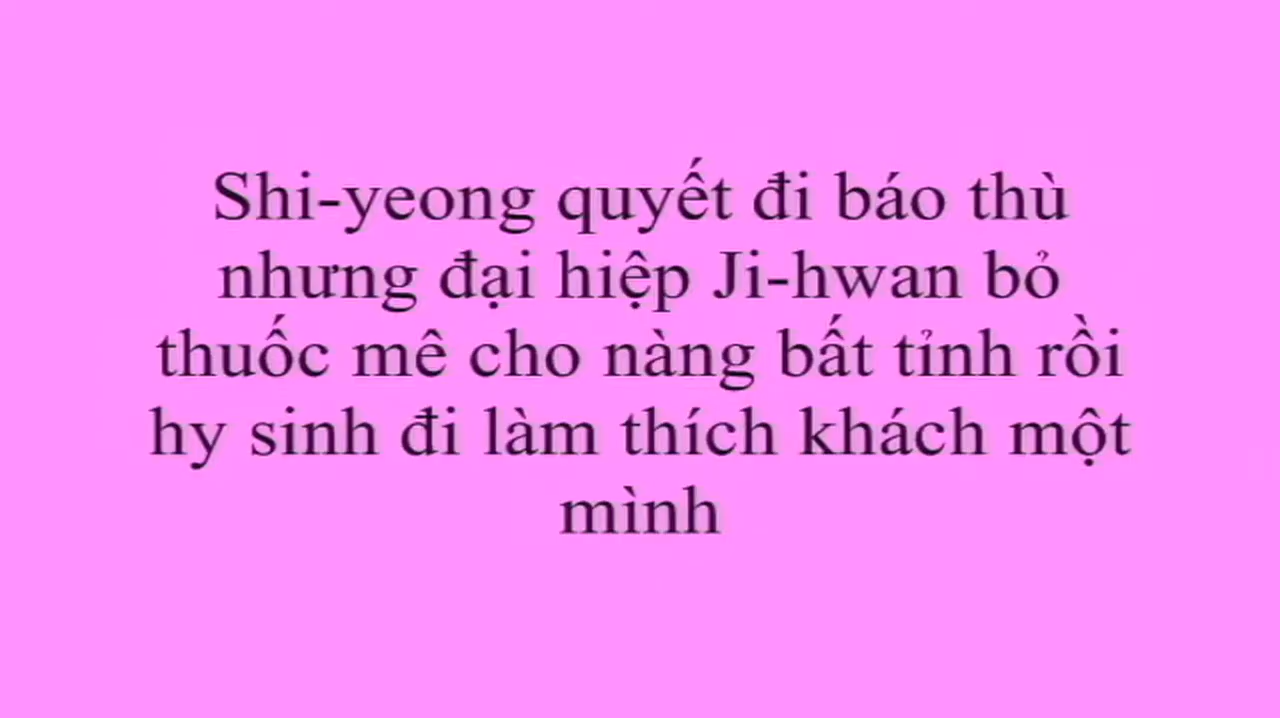 Shi-yeong quyết đi báo thù
nhưng đại hiệp Ji-hwan bỏ
thuốc mê cho nàng bất tỉnh rồi
hy sinh đi làm thích khách một
mình